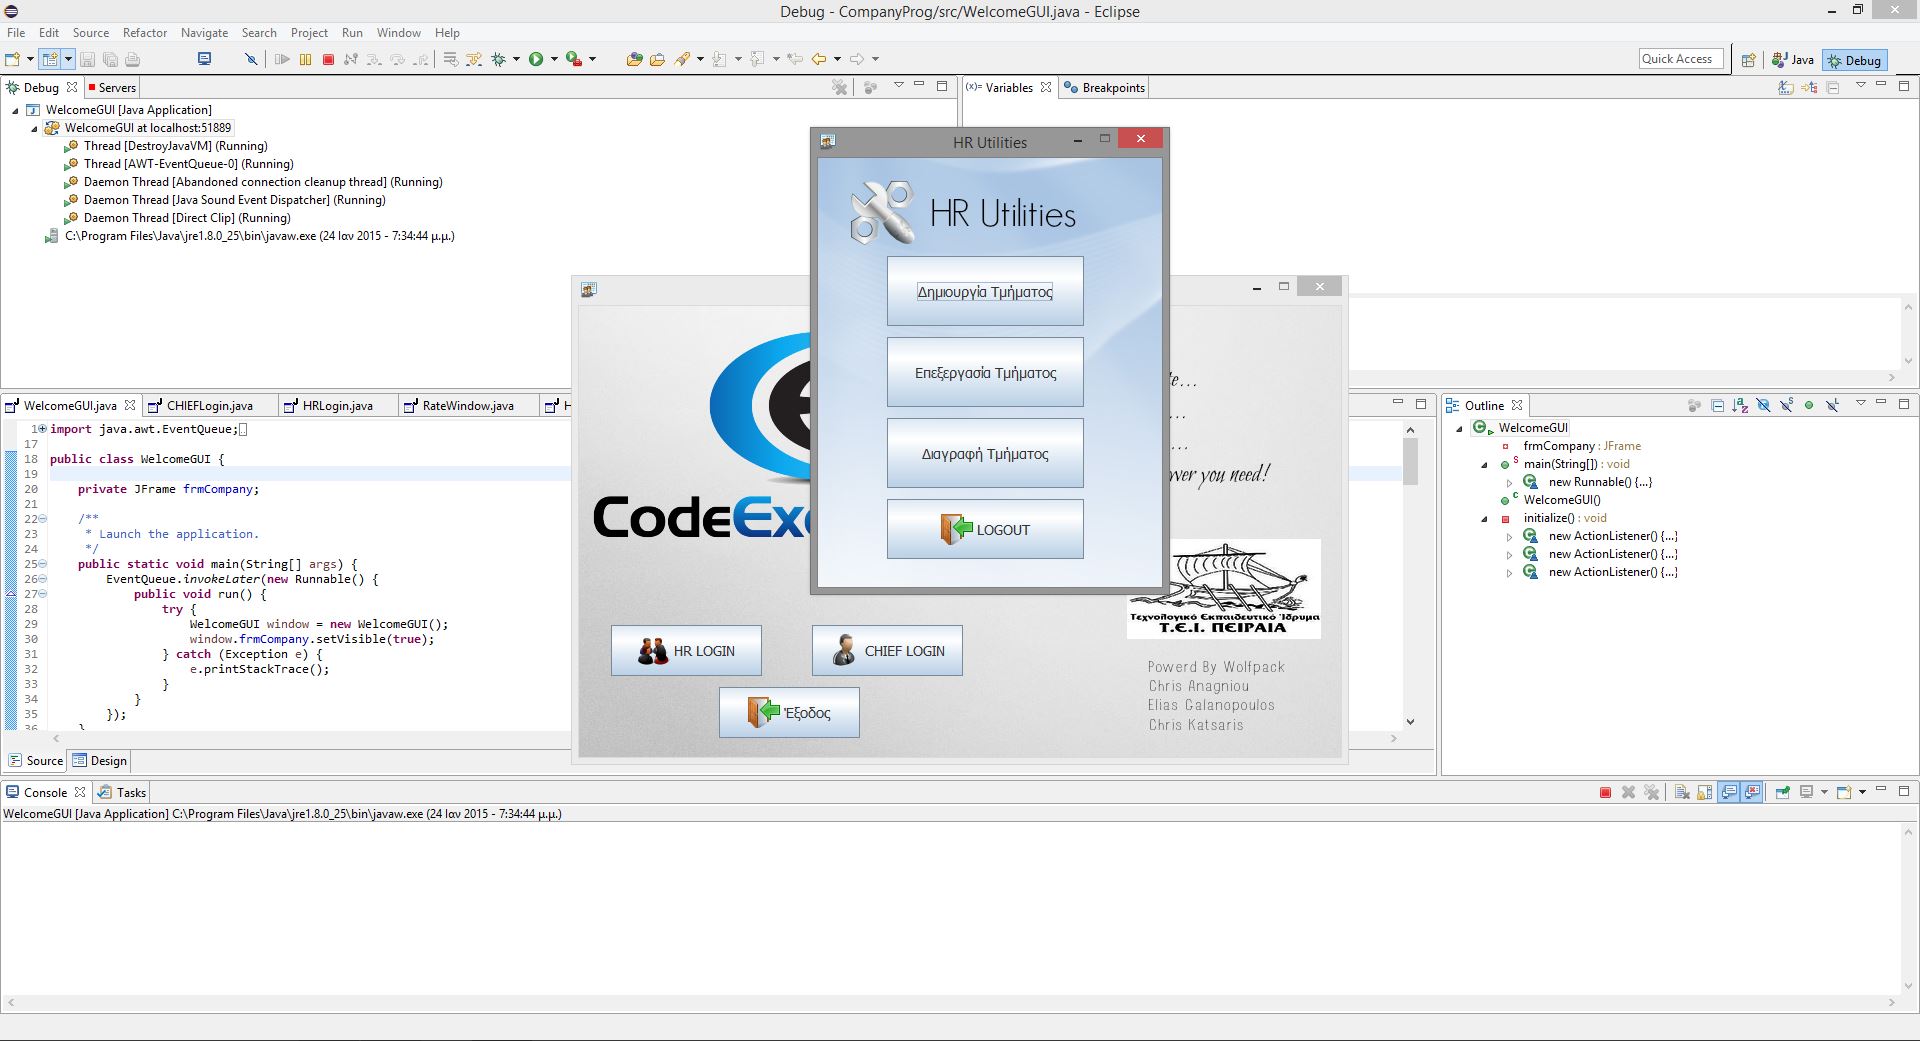 Debug - CompanyProg/src/WelcomeGUI.java - Eclipse
File Edit Source Refactor Navigate Search Project Run Window Help
Quick Access Java Debug
Debug Servers
WelcomeGUI [Java Application]
WelcomeGUI at localhost:51889
Thread [DestroyJavaVM] (Running)
Thread [AWT-EventQueue-0] (Running)
Daemon Thread [Abandoned connection cleanup thread] (Running)
Daemon Thread [Java Sound Event Dispatcher] (Running)
Daemon Thread [Direct Clip] (Running)
C:\Program Files\Java\jre1.8.0_25\bin\javaw.exe (24 Ιαν 2015 - 7:34:44 μ.μ.)
(x)= Variables Breakpoints
HR Utilities
HR Utilities
Δημιουργία Τμήματος
Επεξεργασία Τμήματος
Διαγραφή Τμήματος
LOGOUT
CodeEx
ver you need!
HR LOGIN
CHIEF LOGIN
Έξοδος
Τεχνολογικό Εκπαιδευτικό Ίδρυμα
Τ.Ε.Ι. ΠΕΙΡΑΙΑ
Powerd By Wolfpack
Chris Anagniou
Elias Galanopoulos
Chris Katsaris
WelcomeGUI.java CHIEFLogin.java HRLogin.java RateWindow.java H
1 import java.awt.EventQueue;
17
18 public class WelcomeGUI {
19
20 private JFrame frmCompany;
21
22 /**
23 * Launch the application.
24 */
25 public static void main(String[] args) {
26 EventQueue.invokeLater(new Runnable() {
27 public void run() {
28 try {
29 WelcomeGUI window = new WelcomeGUI();
30 window.frmCompany.setVisible(true);
31 } catch (Exception e) {
32 e.printStackTrace();
33 }
34 }
35 });
36 }
Source Design
Outline
WelcomeGUI
frmCompany : JFrame
main(String[]) : void
new Runnable() {...}
WelcomeGUI()
initialize() : void
new ActionListener() {...}
new ActionListener() {...}
new ActionListener() {...}
Console Tasks
WelcomeGUI [Java Application] C:\Program Files\Java\jre1.8.0_25\bin\javaw.exe (24 Ιαν 2015 - 7:34:44 μ.μ.)